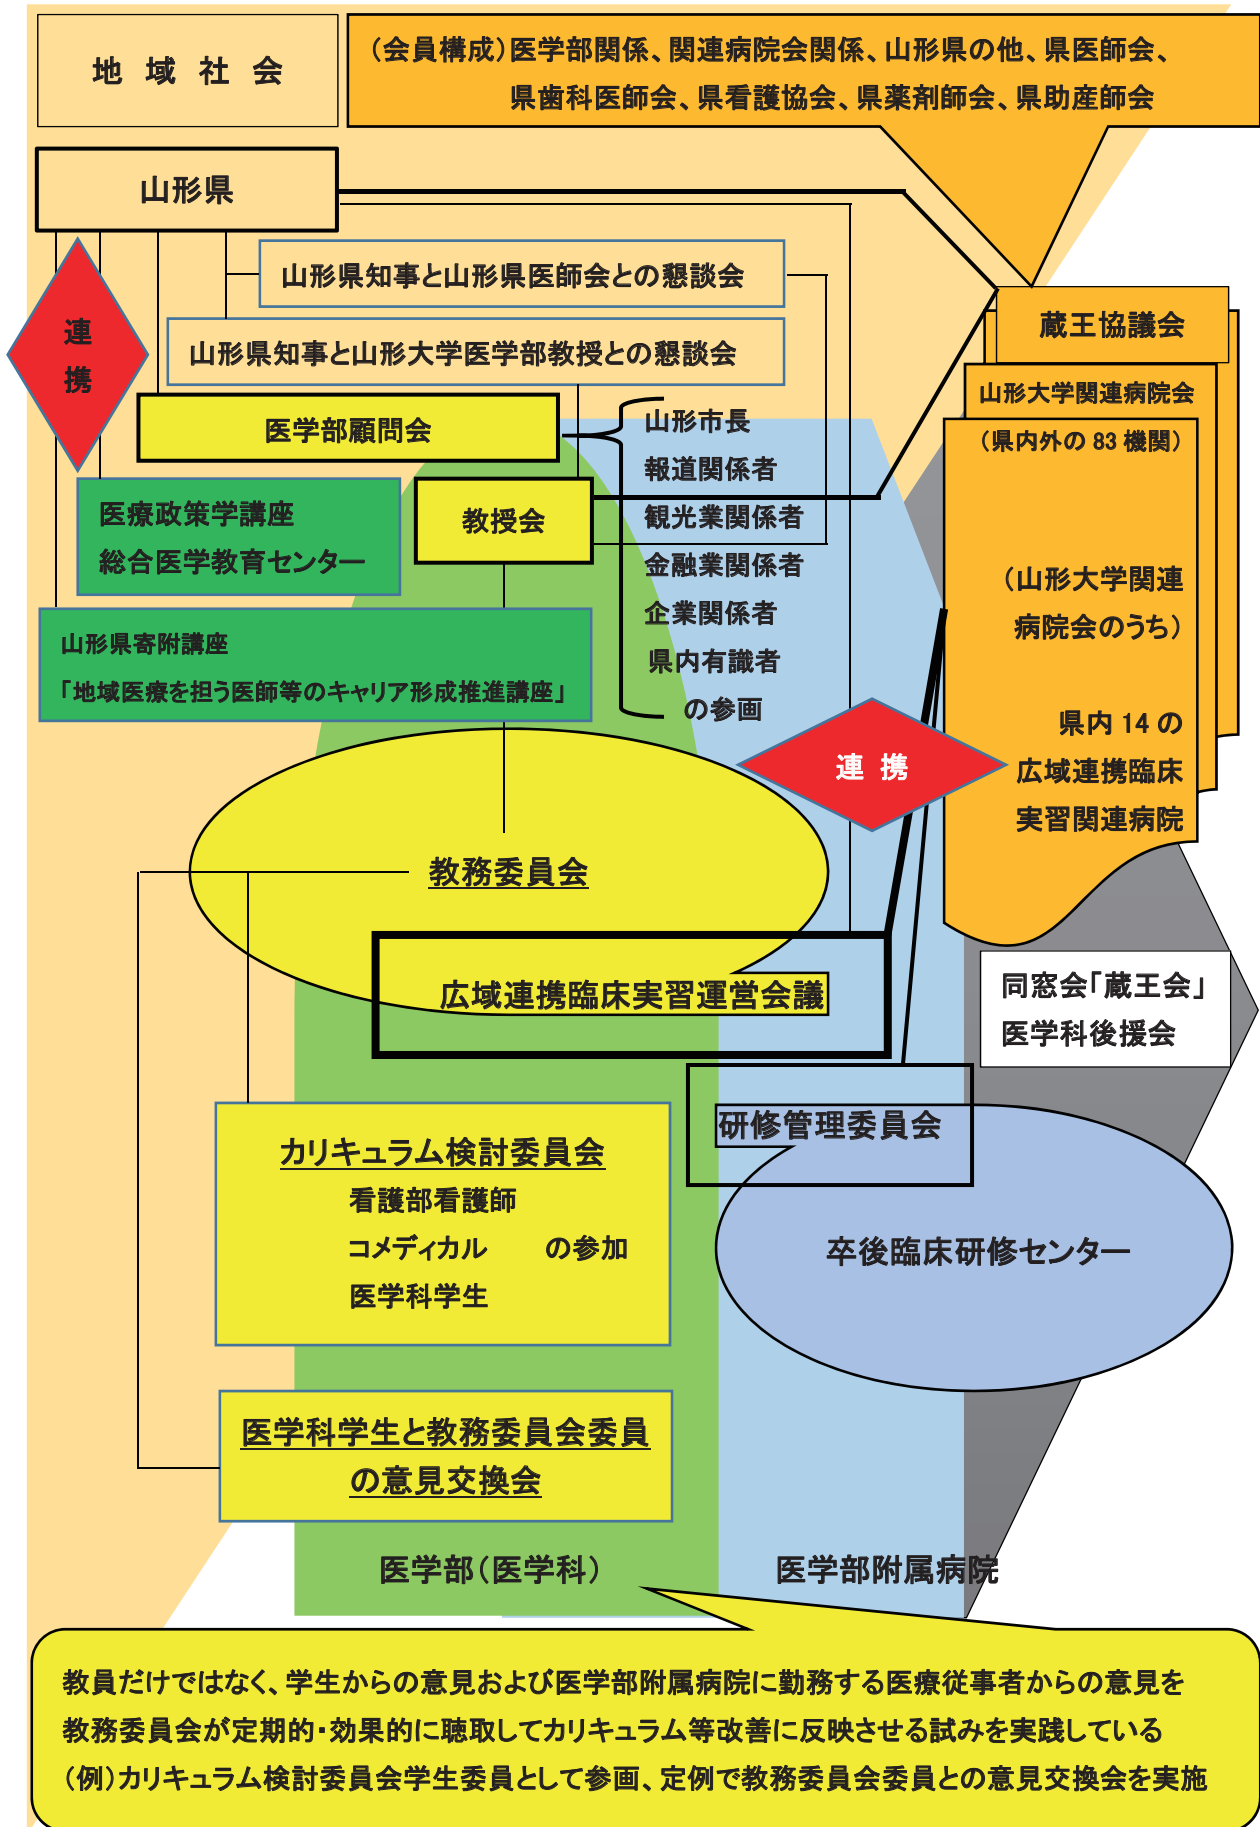 地域社会
（会員構成）医学部関係、関連病院会関係、山形県の他、県医師会、
県歯科医師会、県看護協会、県薬剤師会、県助産師会
山形県
山形県知事と山形県医師会との懇談会
連
携
蔵王協議会
山形県知事と山形大学医学部教授との懇談会
山形大学関連病院会
（県内外の 83 機関）
医学部顧問会
山形市長
報道関係者
観光業関係者
金融業関係者
企業関係者
県内有識者
の参画
医療政策学講座
総合医学教育センター
教授会
（山形大学関連
病院会のうち）
県内 14 の
広域連携臨床
実習関連病院
山形県寄附講座
「地域医療を担う医師等のキャリア形成推進講座」
連 携
教務委員会
広域連携臨床実習運営会議
同窓会「蔵王会」
医学科後援会
研修管理委員会
カリキュラム検討委員会
看護部看護師
コメディカル の参加
医学科学生
卒後臨床研修センター
医学科学生と教務委員会委員
の意見交換会
医学部（医学科）
医学部附属病院
教員だけではなく、学生からの意見および医学部附属病院に勤務する医療従事者からの意見を
教務委員会が定期的・効果的に聴取してカリキュラム等改善に反映させる試みを実践している
（例）カリキュラム検討委員会学生委員として参画、定例で教務委員会委員との意見交換会を実施